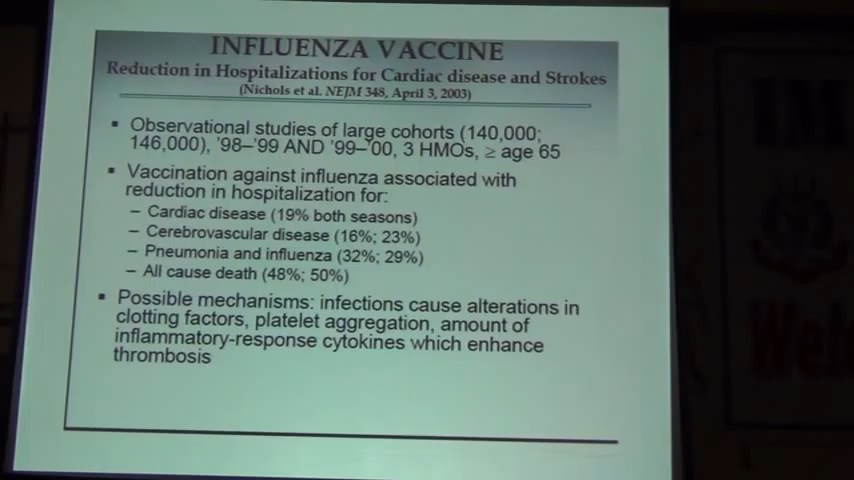 INFLUENZA VACCINE
Reduction in Hospitalizations for Cardiac disease and Strokes
(Nichols et al. NEJM 348, April 3, 2003)
▪ Observational studies of large cohorts (140,000;
146,000), '98–'99 AND '99–'00, 3 HMOs, ≥ age 65
▪ Vaccination against influenza associated with
reduction in hospitalization for:
– Cardiac disease (19% both seasons)
– Cerebrovascular disease (16%; 23%)
– Pneumonia and influenza (32%; 29%)
– All cause death (48%; 50%)
▪ Possible mechanisms: infections cause alterations in
clotting factors, platelet aggregation, amount of
inflammatory-response cytokines which enhance
thrombosis